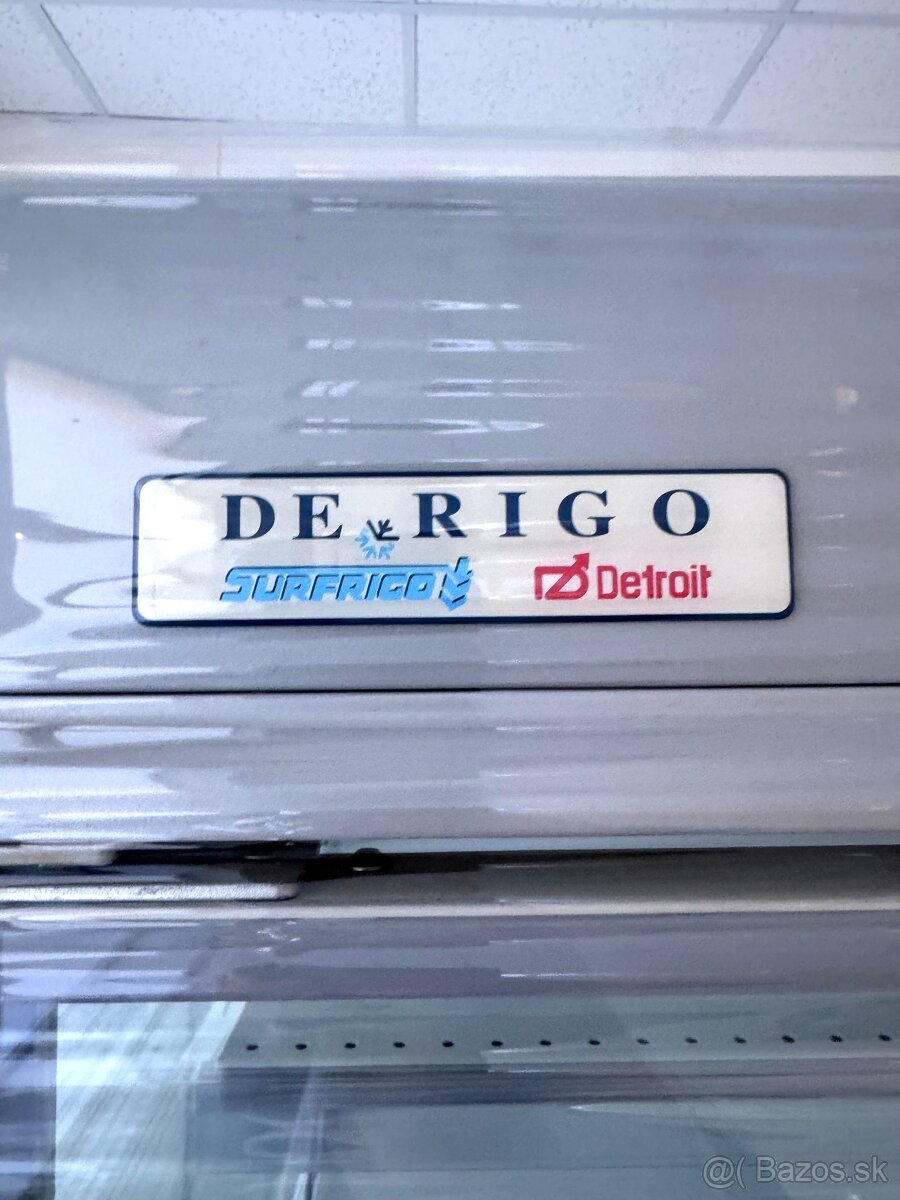 DE RIGO
SURFRIGO Detroit
@( Bazos.sk